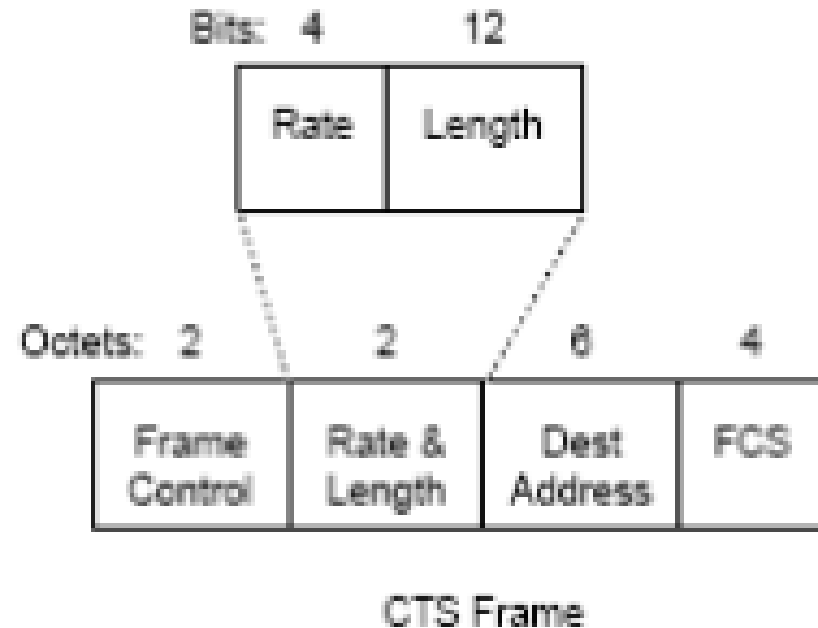 Bits: 4 12
Rate Length
Octets: 2 2 6 4
Frame Control Rate & Length Dest Address FCS
CTS Frame